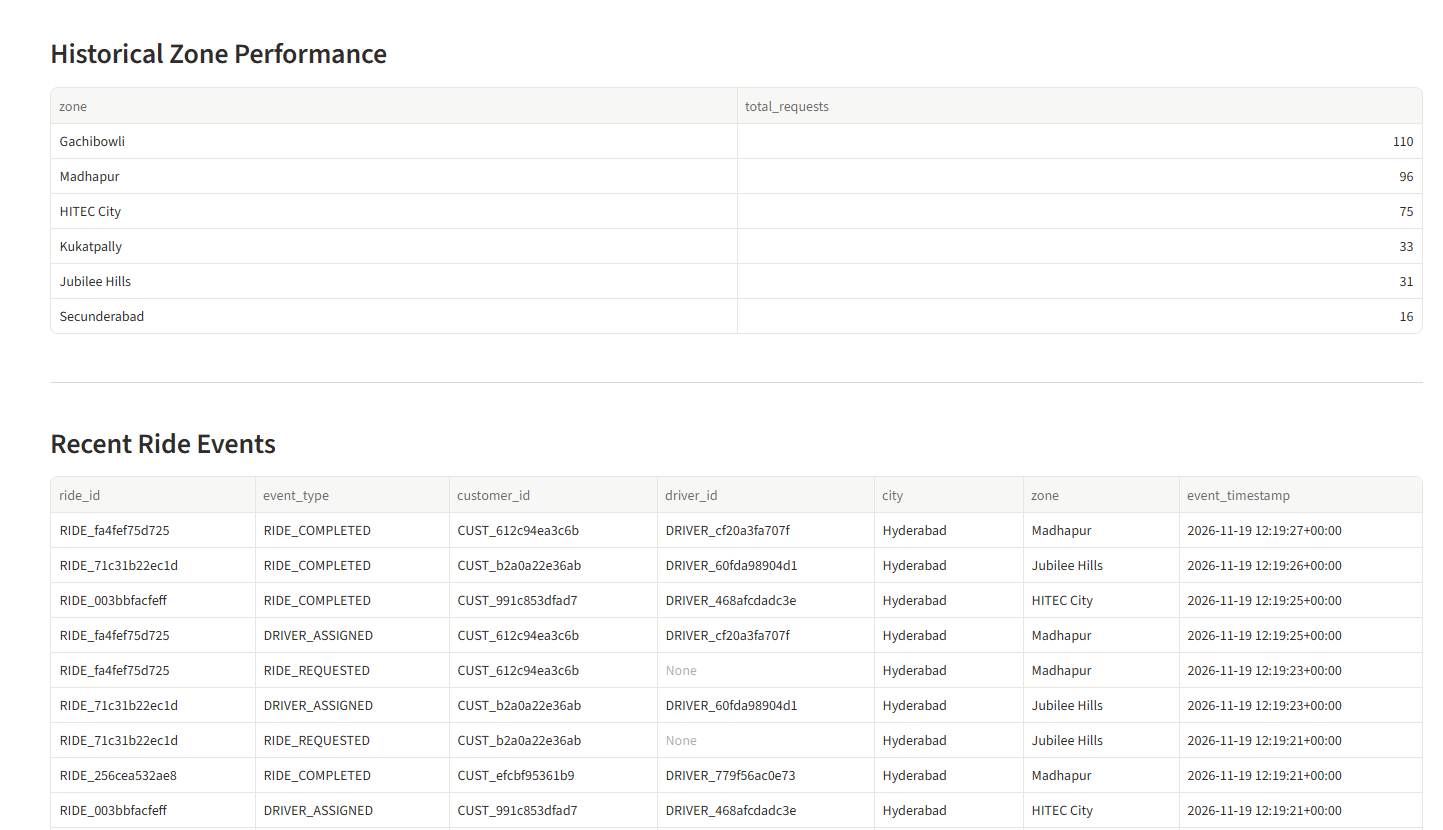 Historical Zone Performance
zone total_requests
Gachibowli 110
Madhapur 96
HITEC City 75
Kukatpally 33
Jubilee Hills 31
Secunderabad 16
Recent Ride Events
ride_id event_type customer_id driver_id city zone event_timestamp
RIDE_fa4fef75d725 RIDE_COMPLETED CUST_612c94ea3c6b DRIVER_cf20a3fa707f Hyderabad Madhapur 2026-11-19 12:19:27+00:00
RIDE_71c31b22ec1d RIDE_COMPLETED CUST_b2a0a22e36ab DRIVER_60fda98904d1 Hyderabad Jubilee Hills 2026-11-19 12:19:26+00:00
RIDE_003bbfacfeff RIDE_COMPLETED CUST_991c853dfad7 DRIVER_468afcdadc3e Hyderabad HITEC City 2026-11-19 12:19:25+00:00
RIDE_fa4fef75d725 DRIVER_ASSIGNED CUST_612c94ea3c6b DRIVER_cf20a3fa707f Hyderabad Madhapur 2026-11-19 12:19:25+00:00
RIDE_fa4fef75d725 RIDE_REQUESTED CUST_612c94ea3c6b None Hyderabad Madhapur 2026-11-19 12:19:23+00:00
RIDE_71c31b22ec1d DRIVER_ASSIGNED CUST_b2a0a22e36ab DRIVER_60fda98904d1 Hyderabad Jubilee Hills 2026-11-19 12:19:23+00:00
RIDE_71c31b22ec1d RIDE_REQUESTED CUST_b2a0a22e36ab None Hyderabad Jubilee Hills 2026-11-19 12:19:21+00:00
RIDE_256cea532ae8 RIDE_COMPLETED CUST_efcbf95361b9 DRIVER_779f56ac0e73 Hyderabad Madhapur 2026-11-19 12:19:21+00:00
RIDE_003bbfacfeff DRIVER_ASSIGNED CUST_991c853dfad7 DRIVER_468afcdadc3e Hyderabad HITEC City 2026-11-19 12:19:21+00:00